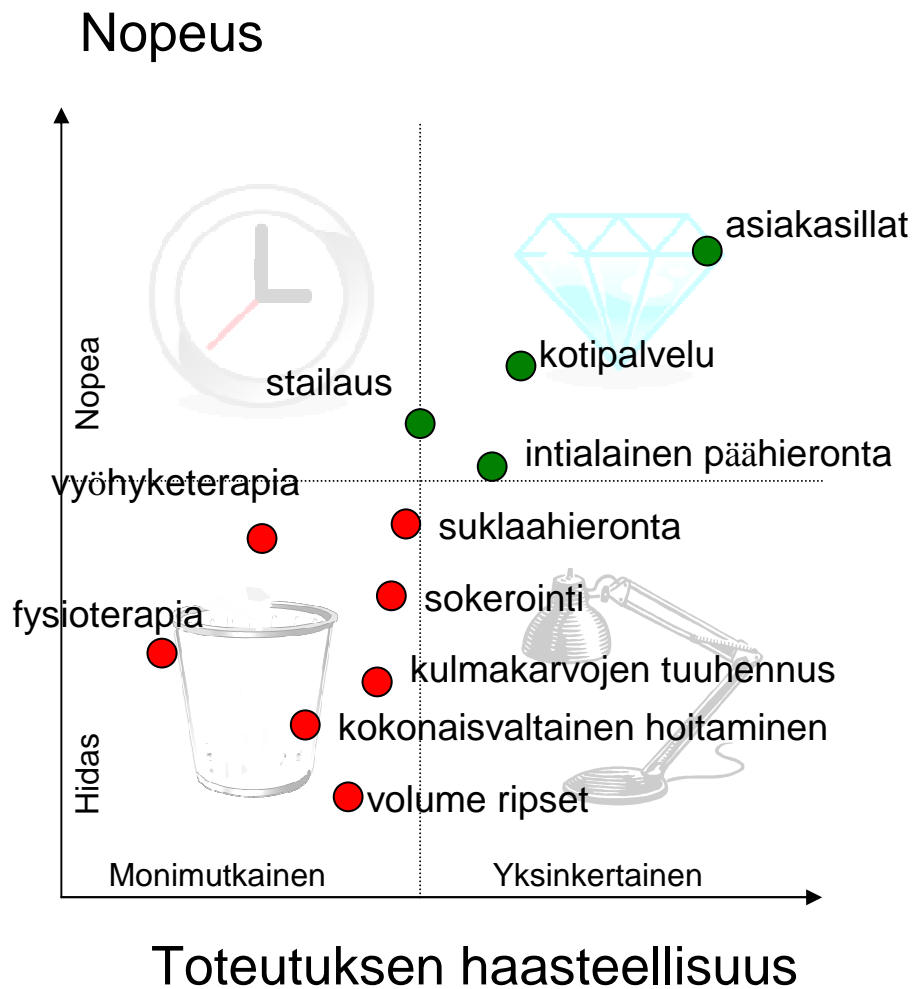 Nopeus
asiakasillat
kotipalvelu
stailaus
Nopea
intialainen päähieronta
vyöhyketerapia
suklaahieronta
sokerointi
fysioterapia
kulmakarvojen tuuhennus
kokonaisvaltainen hoitaminen
Hidas
volume ripset
Monimutkainen
Yksinkertainen
Toteutuksen haasteellisuus